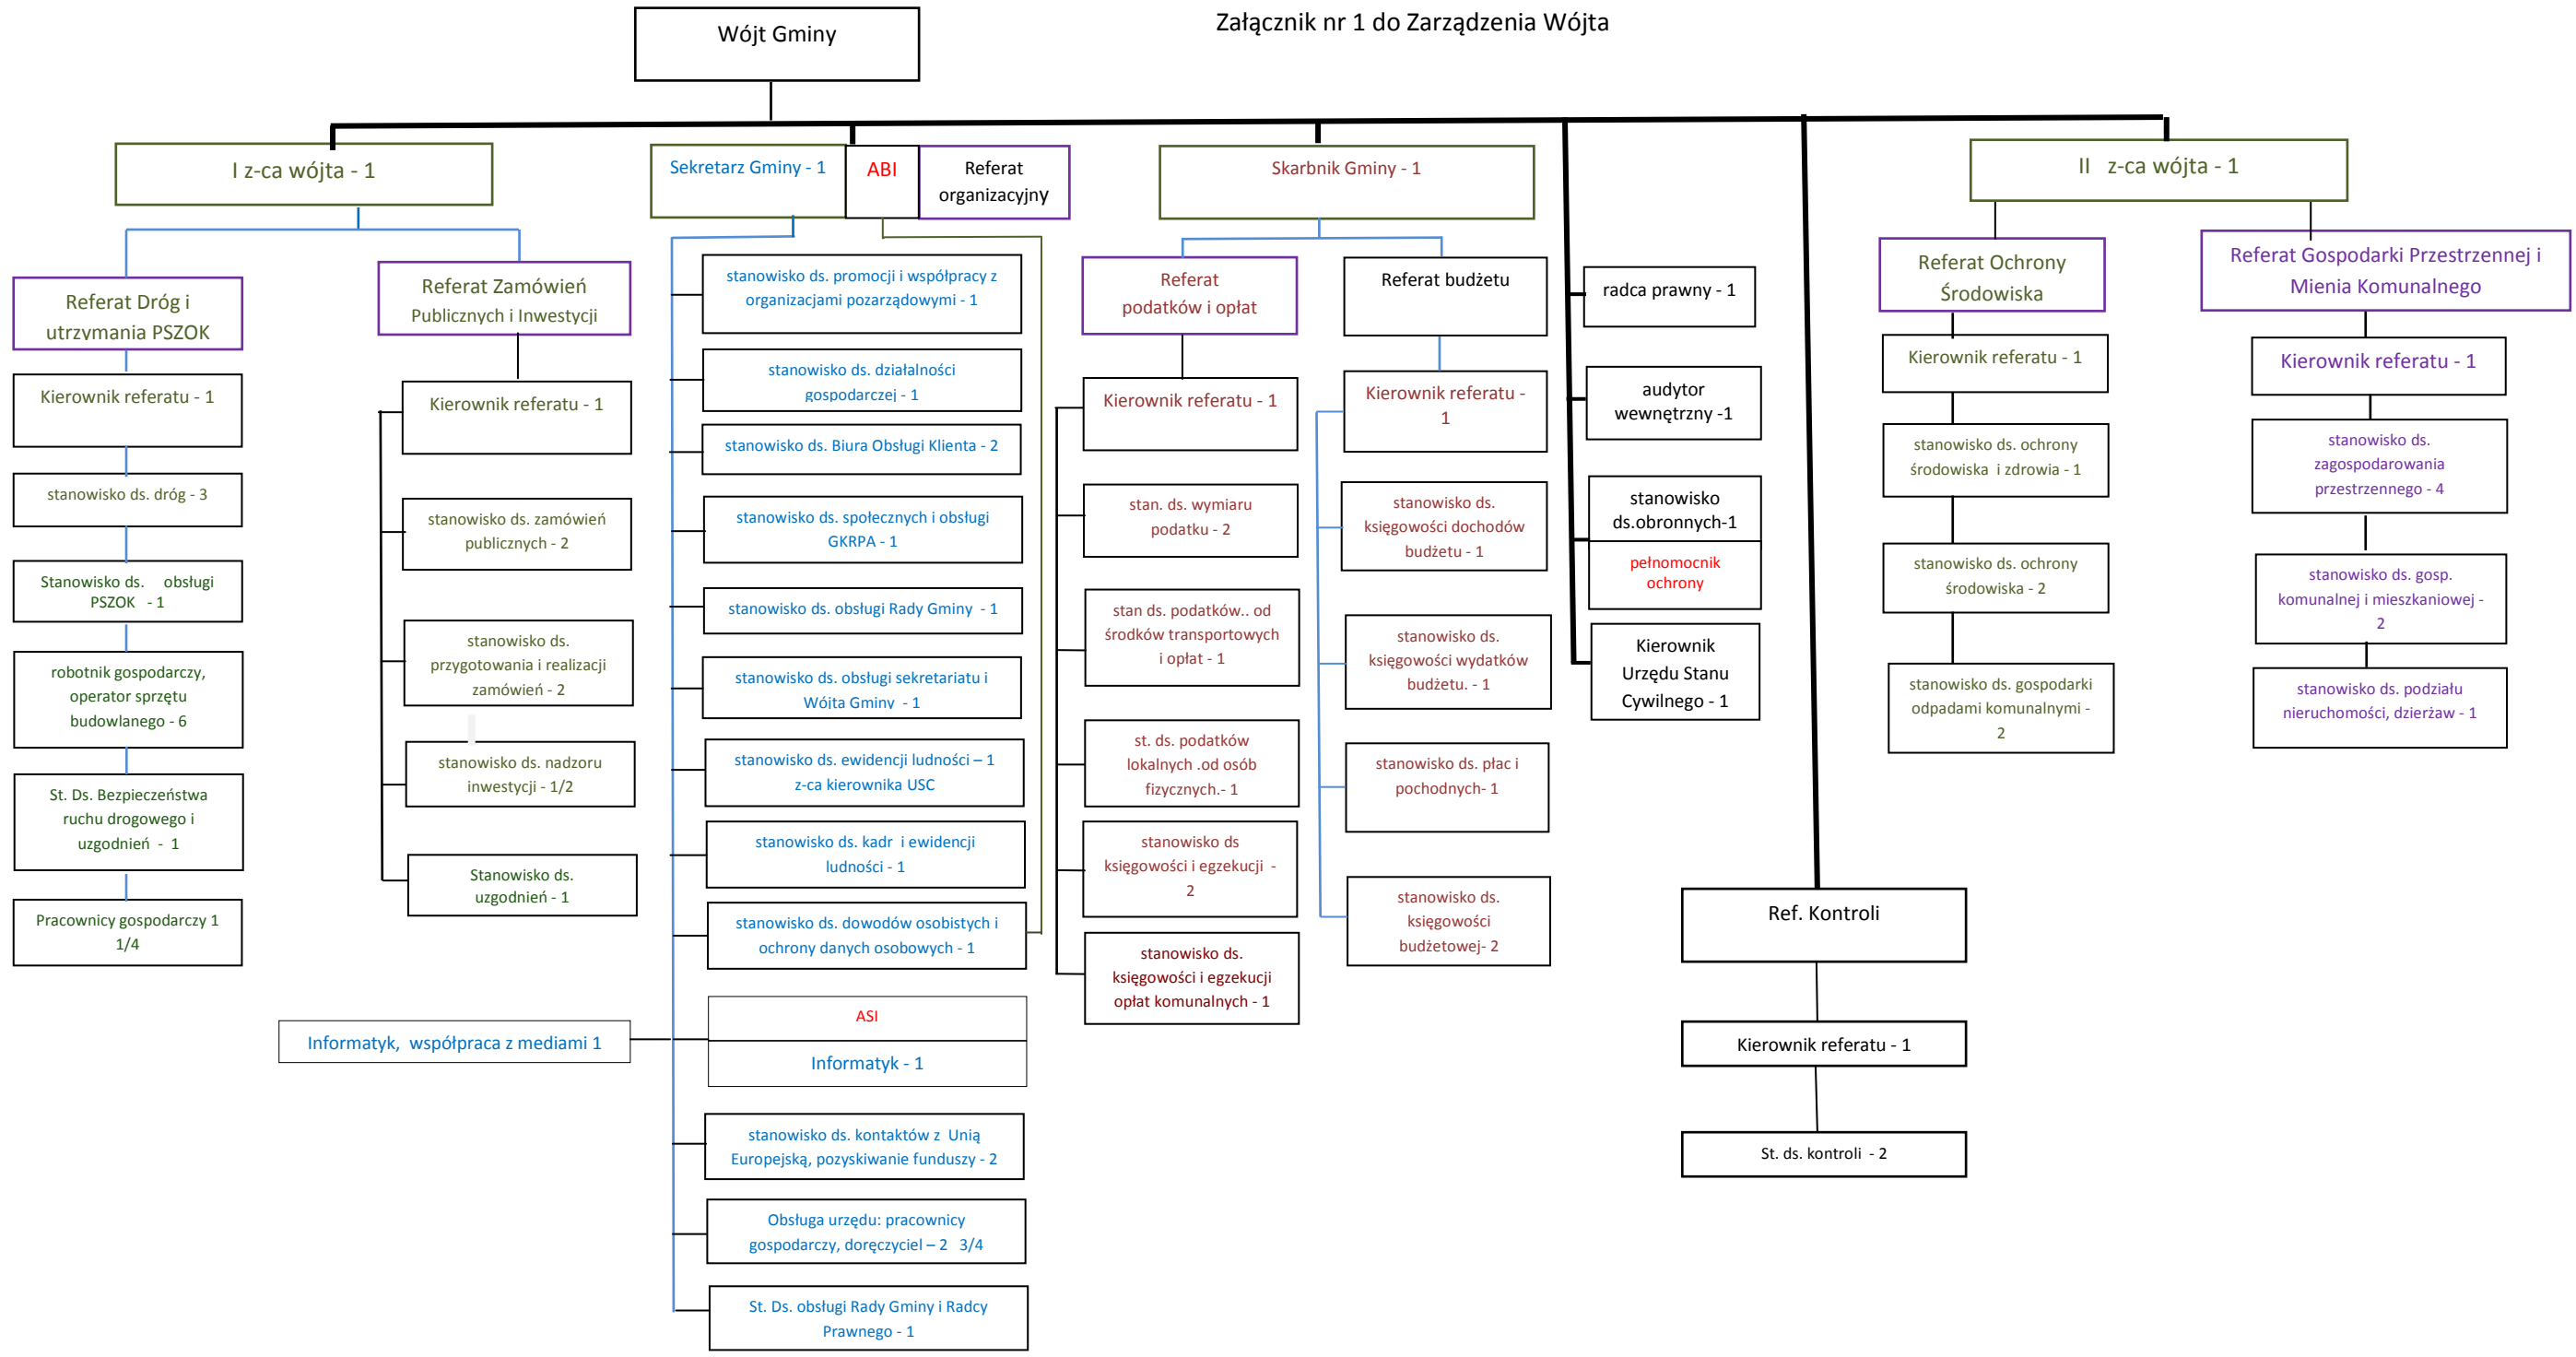 Załącznik nr 1 do Zarządzenia Wójta
Wójt Gminy
I z-ca wójta - 1
Sekretarz Gminy - 1
ABI
Referat
organizacyjny
Skarbnik Gminy - 1
II z-ca wójta - 1
Referat Dróg i
utrzymania PSZOK
Kierownik referatu - 1
stanowisko ds. dróg - 3
Stanowisko ds. obsługi
PSZOK - 1
robotnik gospodarczy,
operator sprzętu
budowlanego - 6
St. Ds. Bezpieczeństwa
ruchu drogowego i
uzgodnień - 1
Pracownicy gospodarczy 1
1/4
Referat Zamówień
Publicznych i Inwestycji
Kierownik referatu - 1
stanowisko ds. zamówień
publicznych - 2
stanowisko ds.
przygotowania i realizacji
zamówień - 2
stanowisko ds. nadzoru
inwestycji - 1/2
Stanowisko ds.
uzgodnień - 1
stanowisko ds. promocji i współpracy z
organizacjami pozarządowymi - 1
stanowisko ds. działalności
gospodarczej - 1
stanowisko ds. Biura Obsługi Klienta - 2
stanowisko ds. społecznych i obsługi
GKRPA - 1
stanowisko ds. obsługi Rady Gminy - 1
stanowisko ds. obsługi sekretariatu i
Wójta Gminy - 1
stanowisko ds. ewidencji ludności – 1
z-ca kierownika USC
stanowisko ds. kadr i ewidencji
ludności - 1
stanowisko ds. dowodów osobistych i
ochrony danych osobowych - 1
Informatyk, współpraca z mediami 1
ASI
Informatyk - 1
stanowisko ds. kontaktów z Unią
Europejską, pozyskiwanie funduszy - 2
Obsługa urzędu: pracownicy
gospodarczy, doręczyciel – 2 3/4
St. Ds. obsługi Rady Gminy i Radcy
Prawnego - 1
Referat
podatków i opłat
Kierownik referatu - 1
stan. ds. wymiaru
podatku - 2
stan ds. podatków.. od
środków transportowych
i opłat - 1
st. ds. podatków
lokalnych .od osób
fizycznych.- 1
stanowisko ds
księgowości i egzekucji -
2
stanowisko ds.
księgowości i egzekucji
opłat komunalnych - 1
Referat budżetu
Kierownik referatu -
1
stanowisko ds.
księgowości dochodów
budżetu - 1
stanowisko ds.
księgowości wydatków
budżetu. - 1
stanowisko ds. płac i
pochodnych- 1
stanowisko ds.
księgowości
budżetowej- 2
radca prawny - 1
audytor
wewnętrzny -1
stanowisko
ds.obronnych-1
pełnomocnik
ochrony
Kierownik
Urzędu Stanu
Cywilnego - 1
Ref. Kontroli
Kierownik referatu - 1
St. ds. kontroli - 2
Referat Ochrony
Środowiska
Kierownik referatu - 1
stanowisko ds. ochrony
środowiska i zdrowia - 1
stanowisko ds. ochrony
środowiska - 2
stanowisko ds. gospodarki
odpadami komunalnymi -
2
Referat Gospodarki Przestrzennej i
Mienia Komunalnego
Kierownik referatu - 1
stanowisko ds.
zagospodarowania
przestrzennego - 4
stanowisko ds. gosp.
komunalnej i mieszkaniowej -
2
stanowisko ds. podziału
nieruchomości, dzierżaw - 1